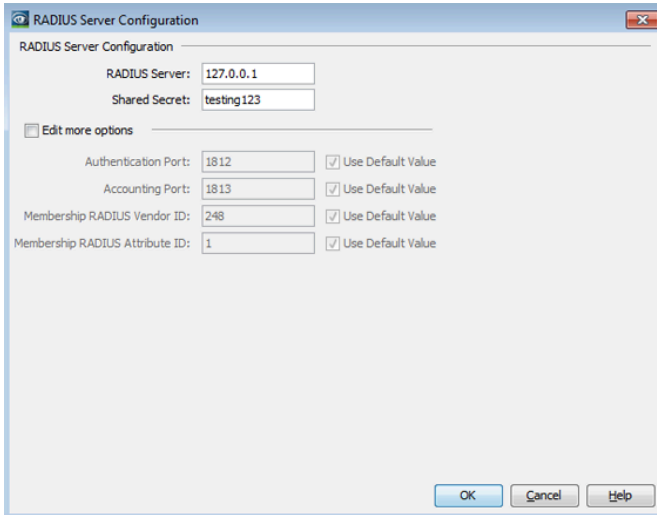 RADIUS Server Configuration
RADIUS Server Configuration
RADIUS Server: 127.0.0.1
Shared Secret: testing123
Edit more options
Authentication Port: 1812 Use Default Value
Accounting Port: 1813 Use Default Value
Membership RADIUS Vendor ID: 248 Use Default Value
Membership RADIUS Attribute ID: 1 Use Default Value
OK Cancel Help